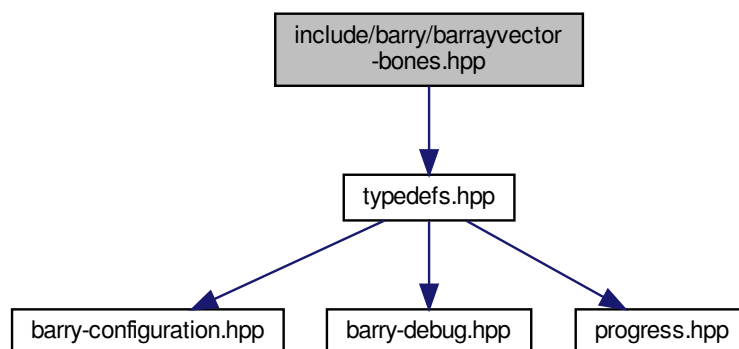 include/barry/barrayvector
-bones.hpp
typedefs.hpp
barry-configuration.hpp
barry-debug.hpp
progress.hpp